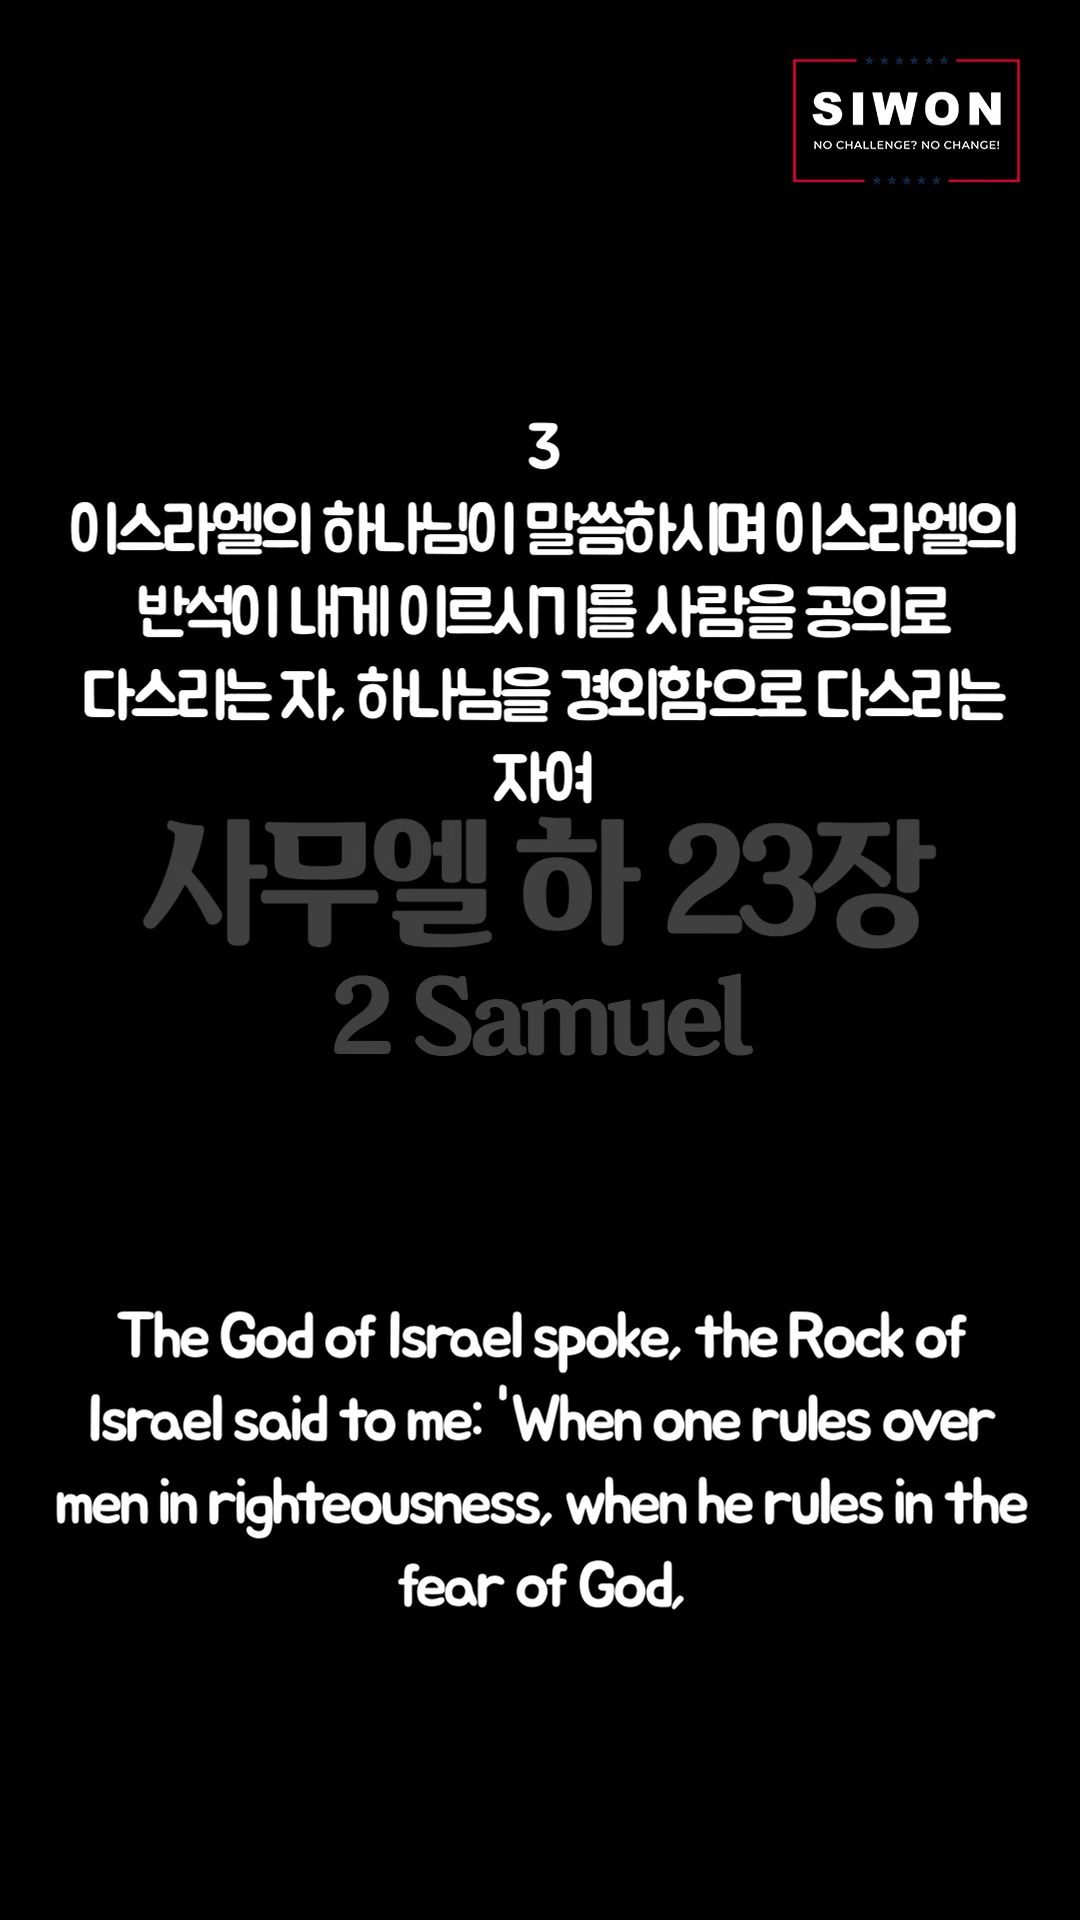 SIWON
NO CHALLENGE? NO CHANGE!
3
이스라엘의 하나님이 말씀하시며 이스라엘의
반석이 내게 이르시기를 사람을 공의로
다스리는 자, 하나님을 경외함으로 다스리는
자여
사무엘 하 23장
2 Samuel
The God of Israel spoke, the Rock of
Israel said to me: 'When one rules over
men in righteousness, when he rules in the
fear of God,